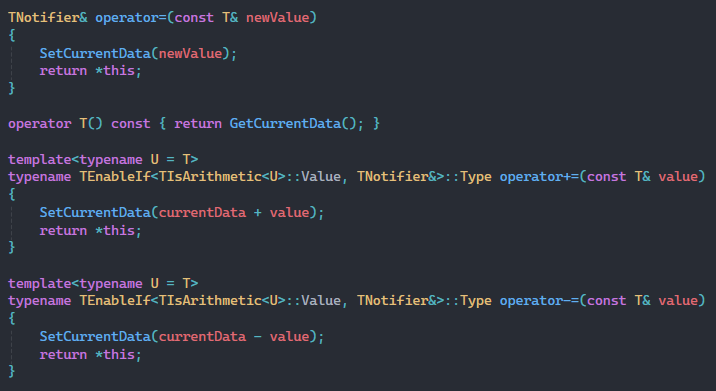 TNotifier& operator=(const T& newValue)
{
    SetCurrentData(newValue);
    return *this;
}

operator T() const { return GetCurrentData(); }

template<typename U = T>
typename TEnableIf<TIsArithmetic<U>::Value, TNotifier&>::Type operator+=(const T& value)
{
    SetCurrentData(currentData + value);
    return *this;
}

template<typename U = T>
typename TEnableIf<TIsArithmetic<U>::Value, TNotifier&>::Type operator-=(const T& value)
{
    SetCurrentData(currentData - value);
    return *this;
}